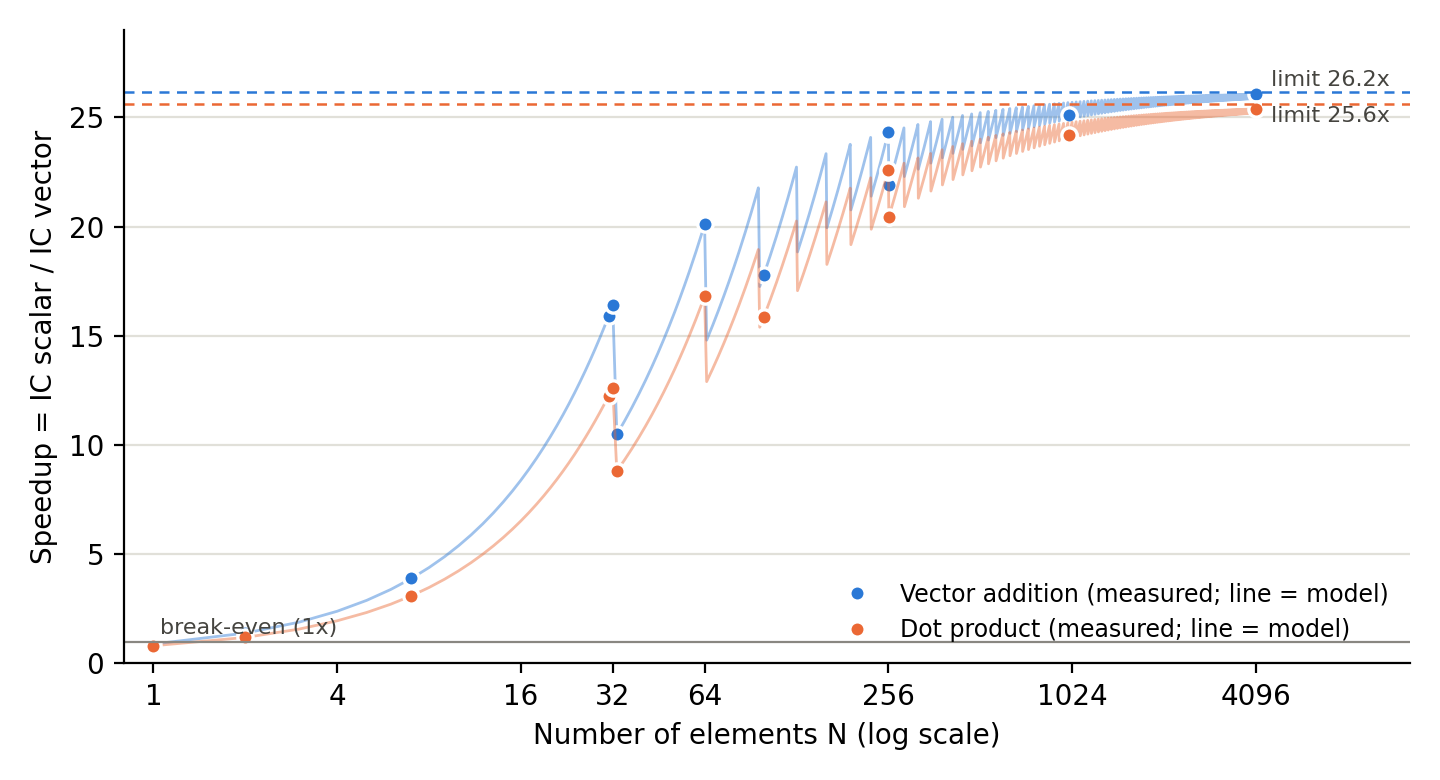 Speedup = IC scalar / IC vector
25
20
15
10
5
0
limit 26.2x
limit 25.6x
break-even (1x)
Vector addition (measured; line = model)
Dot product (measured; line = model)
1 4 16 32 64 256 1024 4096
Number of elements N (log scale)